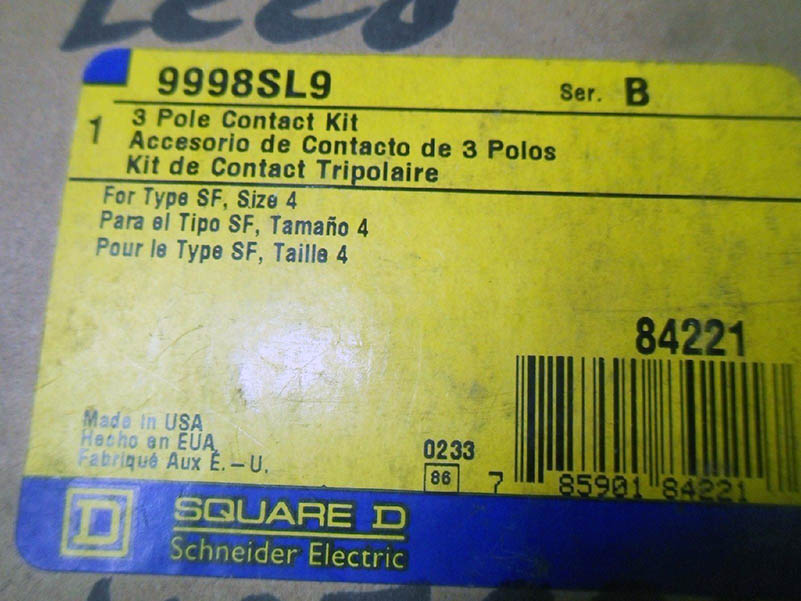 9998SL9 Ser. B
1 3 Pole Contact Kit
Accesorio de Contacto de 3 Polos
Kit de Contact Tripolaire
For Type SF, Size 4
Para el Tipo SF, Tamaño 4
Pour le Type SF, Taille 4
84221
Made in USA
Hecho en EUA
Fabriqué Aux É.-U.
0233
86
7 85901 84221
D SQUARE D
Schneider Electric